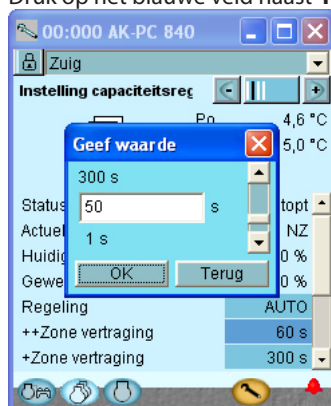 Druk op het blauwe veld naast
00:000 AK-PC 840
Zuig
Instelling capaciteitsreg
Po 4,6 °C
5,0 °C
Geef waarde
300 s
50 s
1 s
OK Terug
Status topt
Actuel NZ
Huidig 0 %
Gewe 0 %
Regeling AUTO
++Zone vertraging 60 s
+Zone vertraging 300 s